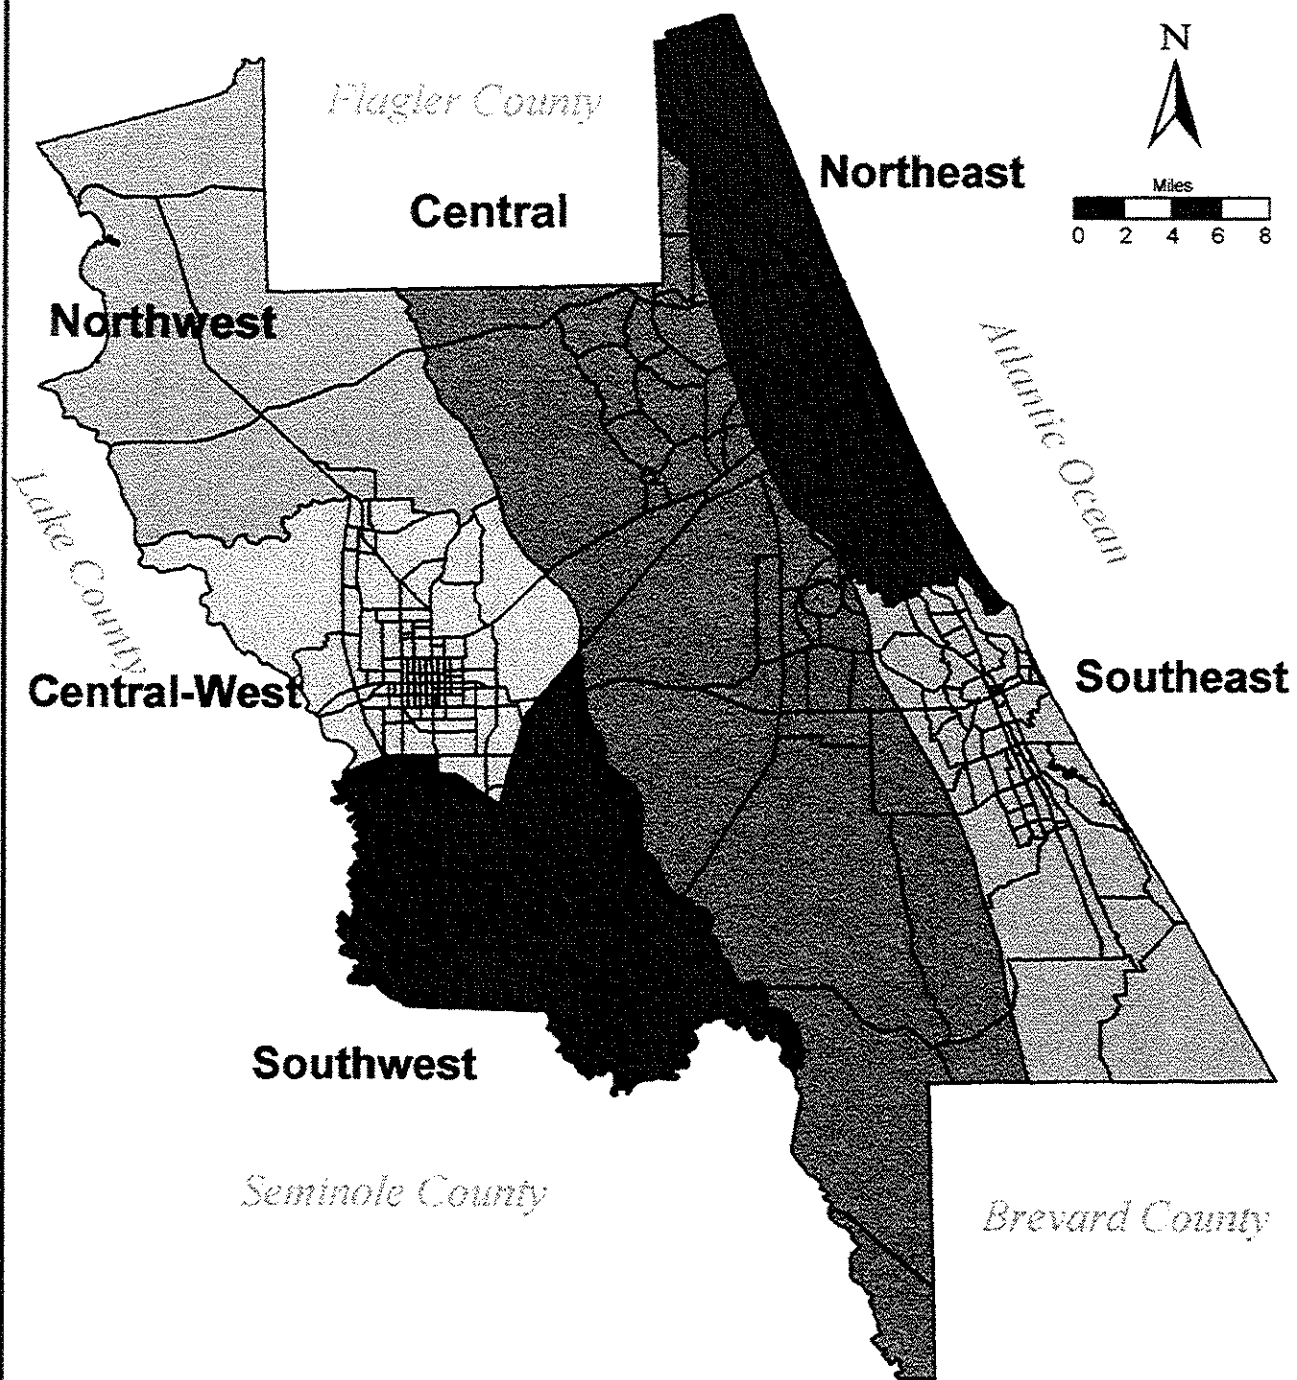 N
Flagler County
Northeast
Miles
Central
0 2 4 6 8
Northwest
Atlantic Ocean
Lake County
Central-West
Southeast
Southwest
Seminole County
Brevard County